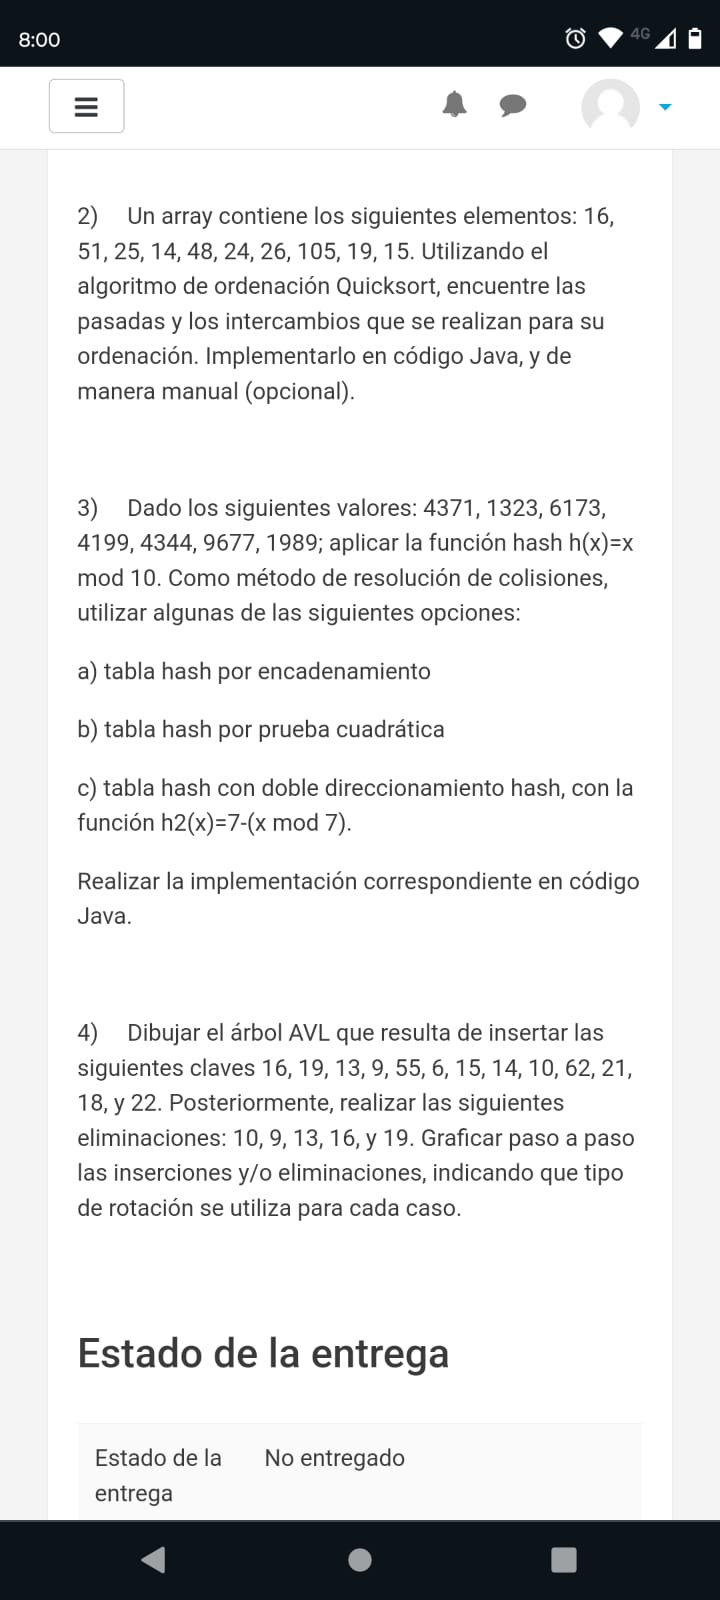 8:00
4G
2) Un array contiene los siguientes elementos: 16,
51, 25, 14, 48, 24, 26, 105, 19, 15. Utilizando el
algoritmo de ordenación Quicksort, encuentre las
pasadas y los intercambios que se realizan para su
ordenación. Implementarlo en código Java, y de
manera manual (opcional).
3) Dado los siguientes valores: 4371, 1323, 6173,
4199, 4344, 9677, 1989; aplicar la función hash h(x)=x
mod 10. Como método de resolución de colisiones,
utilizar algunas de las siguientes opciones:
a) tabla hash por encadenamiento
b) tabla hash por prueba cuadrática
c) tabla hash con doble direccionamiento hash, con la
función h2(x)=7-(x mod 7).
Realizar la implementación correspondiente en código
Java.
4) Dibujar el árbol AVL que resulta de insertar las
siguientes claves 16, 19, 13, 9, 55, 6, 15, 14, 10, 62, 21,
18, y 22. Posteriormente, realizar las siguientes
eliminaciones: 10, 9, 13, 16, y 19. Graficar paso a paso
las inserciones y/o eliminaciones, indicando que tipo
de rotación se utiliza para cada caso.
Estado de la entrega
Estado de la No entregado
entrega